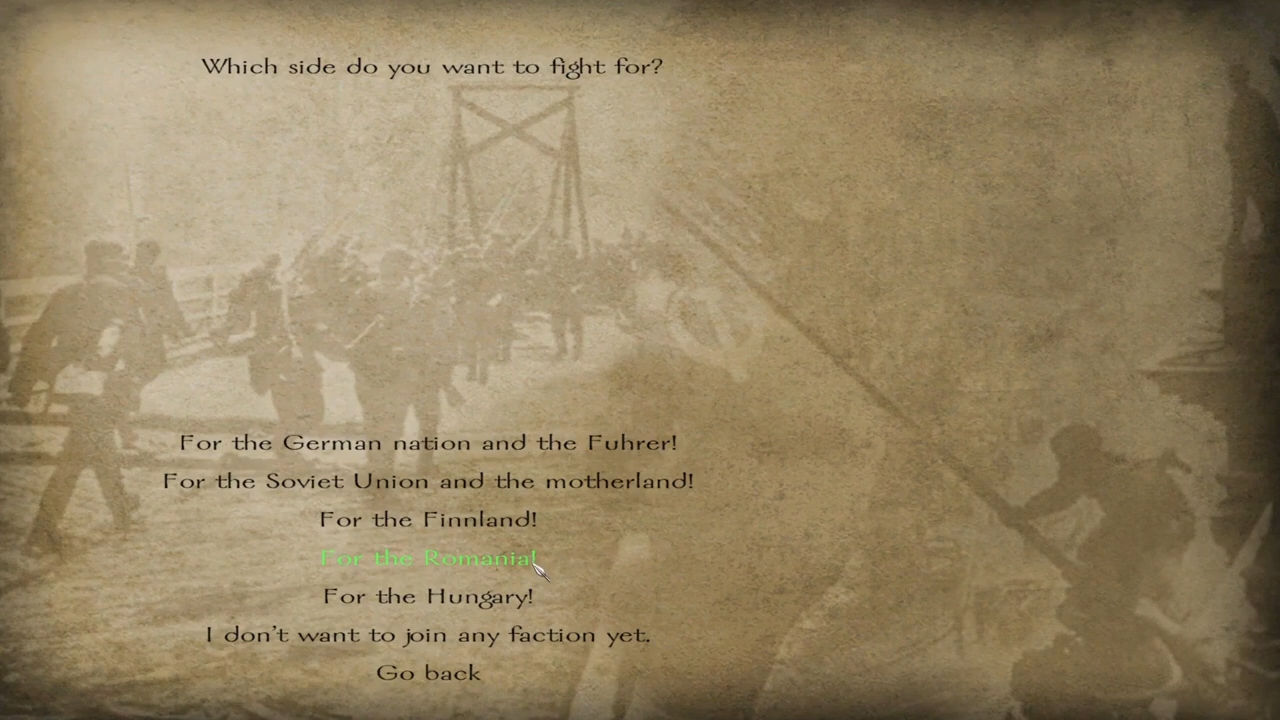 Which side do you want to fight for?
For the German nation and the Fuhrer!
For the Soviet Union and the motherland!
For the Finnland!
For the Romania!
For the Hungary!
I don't want to join any faction yet.
Go back